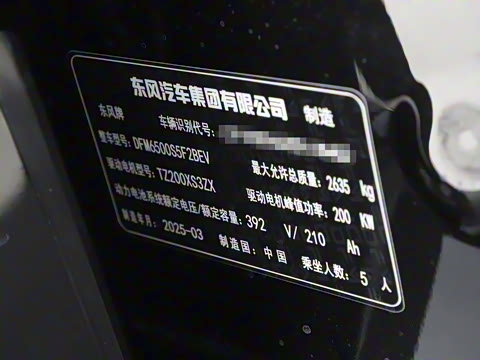 东风汽车集团有限公司 制造
东风牌 车辆识别代号:
整车型号: DFM6500S5F2BEV 最大允许总质量: 2635 kg
驱动电机型号: TZ200XS3ZX 驱动电机峰值功率: 200 KW
动力电池系统额定电压/额定容量: 392 V/ 210 Ah
制造年月: 2025-03 制造国: 中国 乘坐人数: 5 人